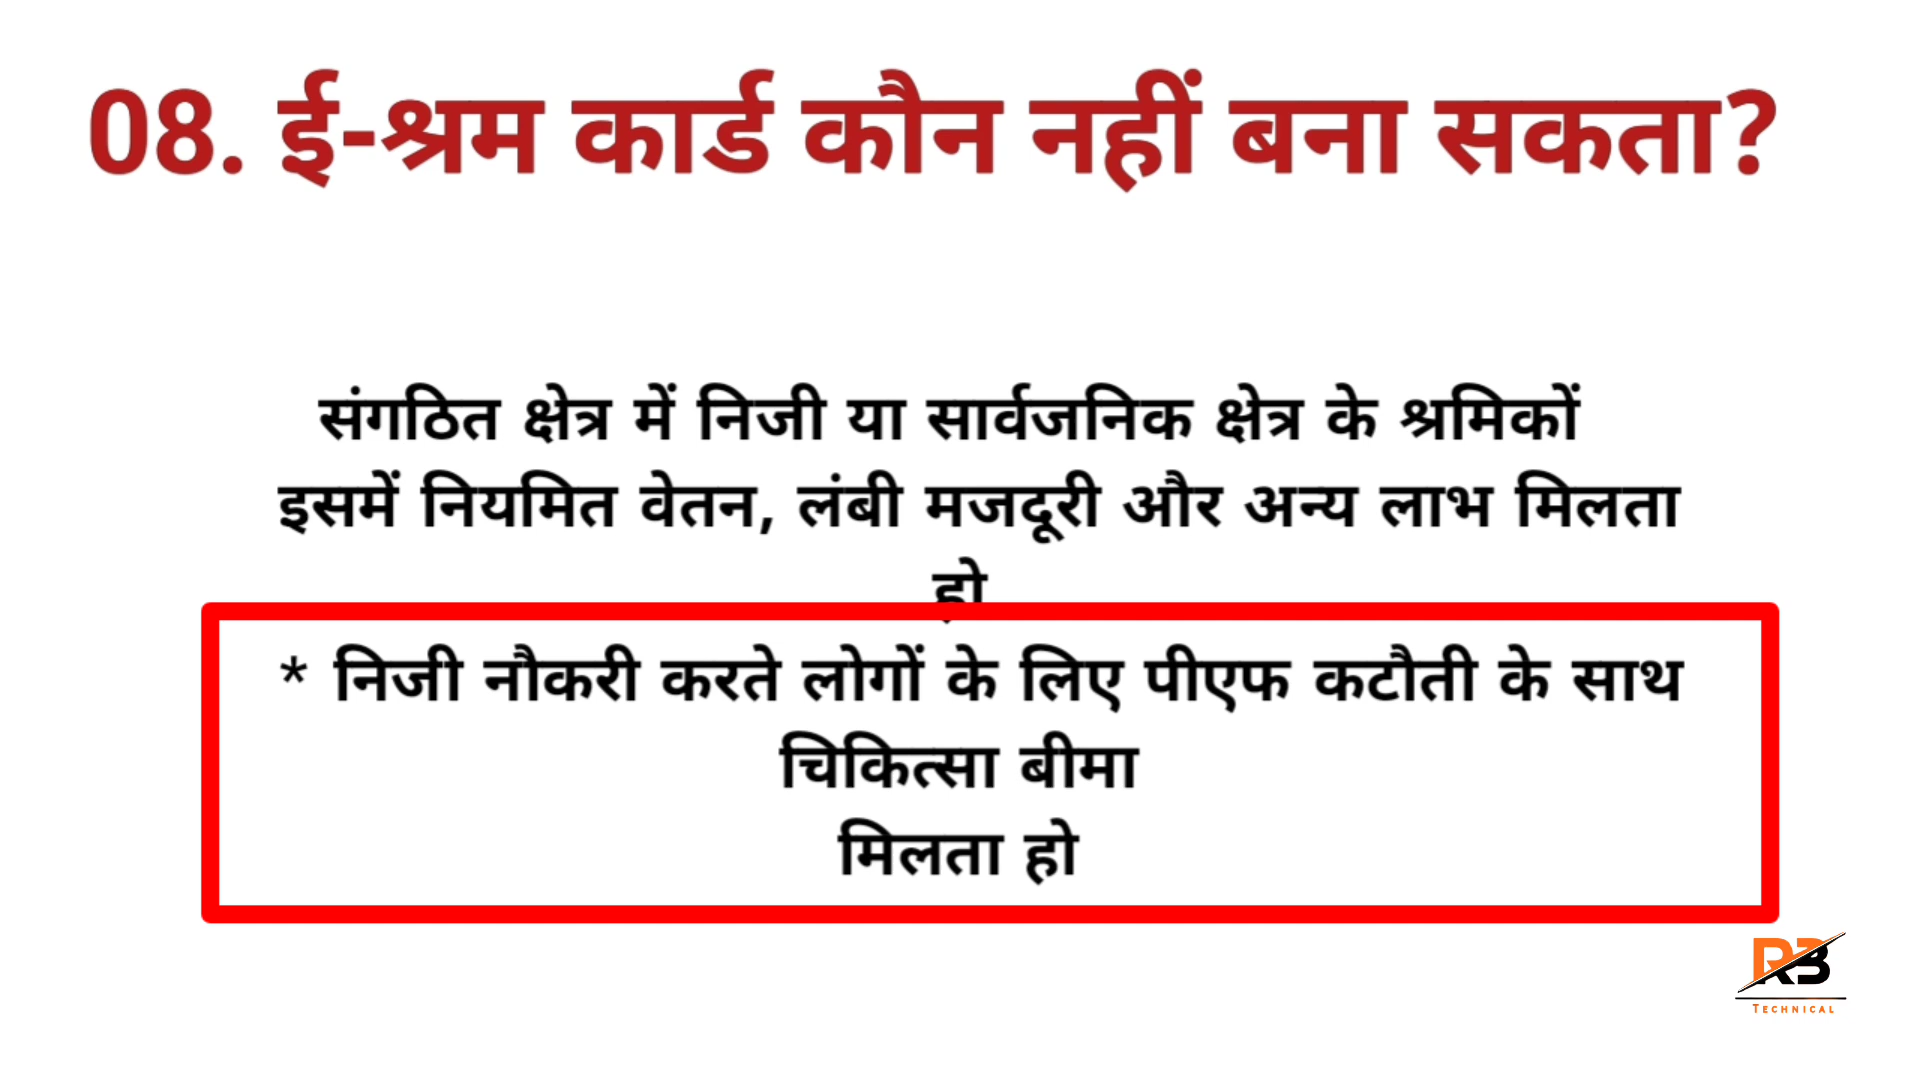 08. ई-श्रम कार्ड कौन नहीं बना सकता?
संगठित क्षेत्र में निजी या सार्वजनिक क्षेत्र के श्रमिकों
इसमें नियमित वेतन, लंबी मजदूरी और अन्य लाभ मिलता
हो
* निजी नौकरी करते लोगों के लिए पीएफ कटौती के साथ
चिकित्सा बीमा
मिलता हो
RB
TECHNICAL